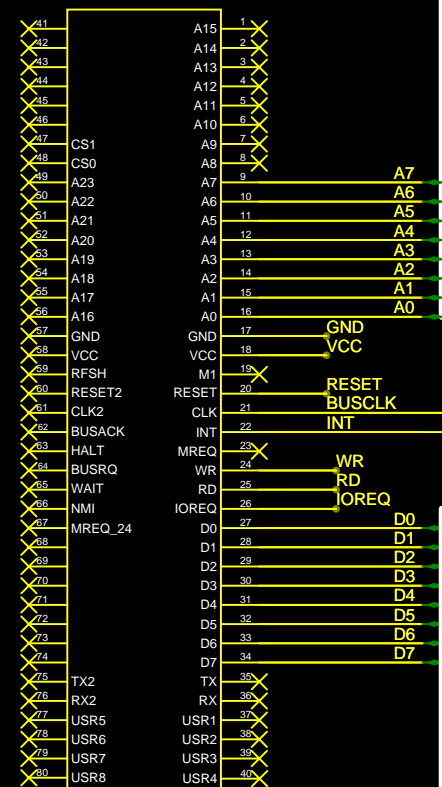 41 A15 1
42 A14 2
43 A13 3
44 A12 4
45 A11 5
46 A10 6
47 CS1 A9 7
48 CS0 A8 8
49 A23 A7 9 A7
50 A22 A6 10 A6
51 A21 A5 11 A5
52 A20 A4 12 A4
53 A19 A3 13 A3
54 A18 A2 14 A2
55 A17 A1 15 A1
56 A16 A0 16 A0
57 GND GND 17 GND
58 VCC VCC 18 VCC
59 RFSH M1 19
60 RESET2 RESET 20 RESET
61 CLK2 CLK 21 BUSCLK
62 BUSACK INT 22 INT
63 HALT MREQ 23
64 BUSRQ WR 24 WR
65 WAIT RD 25 RD
66 NMI IOREQ 26 IOREQ
67 MREQ_24 D0 27 D0
68 D1 28 D1
69 D2 29 D2
70 D3 30 D3
71 D4 31 D4
72 D5 32 D5
73 D6 33 D6
74 D7 34 D7
75 TX2 TX 35
76 RX2 RX 36
77 USR5 USR1 37
78 USR6 USR2 38
79 USR7 USR3 39
80 USR8 USR4 40